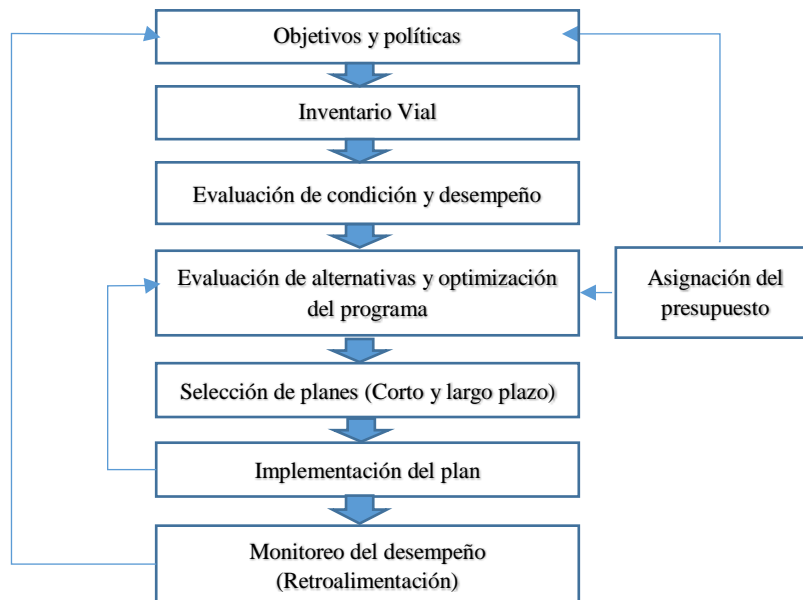 Objetivos y políticas
Inventario Vial
Evaluación de condición y desempeño
Evaluación de alternativas y optimización
del programa
Asignación del
presupuesto
Selección de planes (Corto y largo plazo)
Implementación del plan
Monitoreo del desempeño
(Retroalimentación)